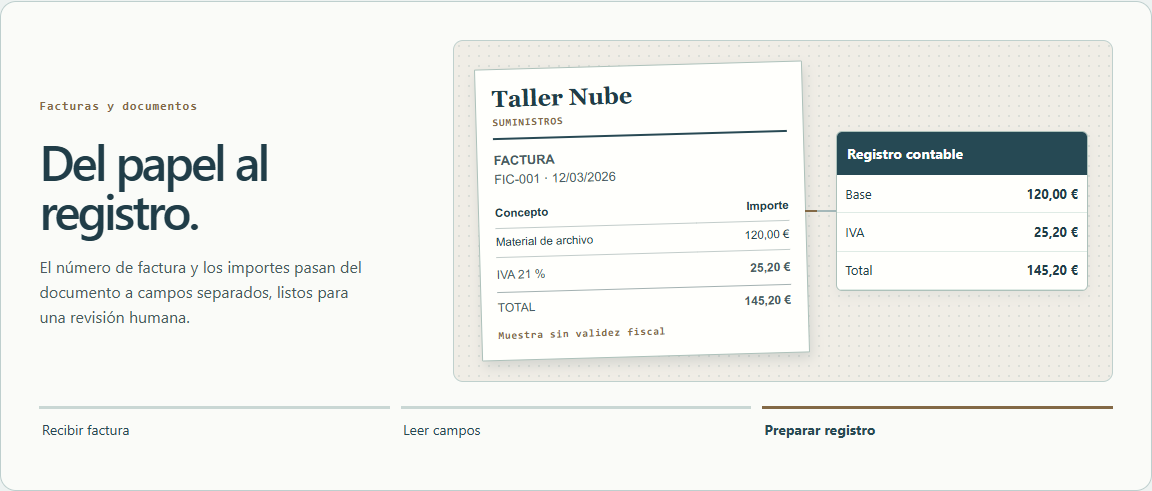 Facturas y documentos
Del papel al
registro.
El número de factura y los importes pasan del
documento a campos separados, listos para
una revisión humana.
Taller Nube
SUMINISTROS
FACTURA
FIC-001 · 12/03/2026
Concepto Importe
Material de archivo 120,00 €
IVA 21 % 25,20 €
TOTAL 145,20 €
Muestra sin validez fiscal
Registro contable
Base 120,00 €
IVA 25,20 €
Total 145,20 €
Recibir factura
Leer campos
Preparar registro